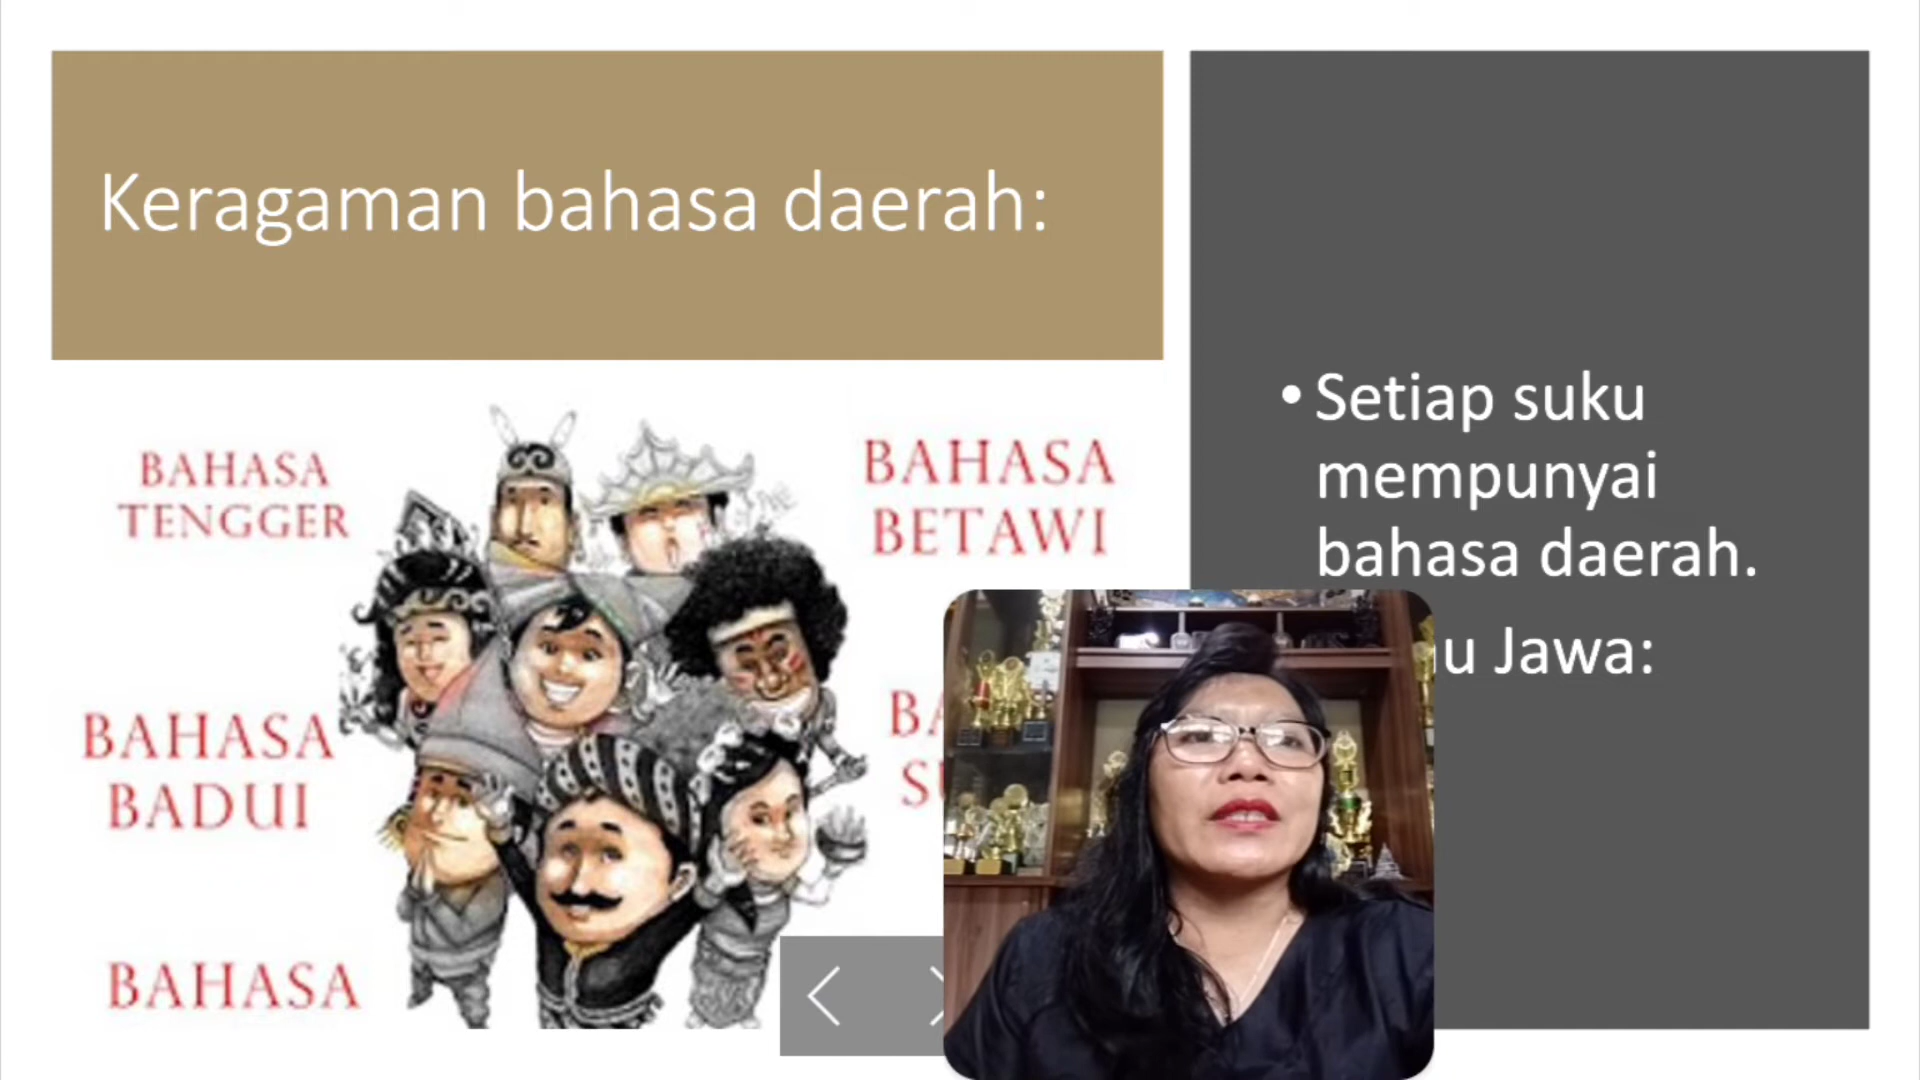 Keragaman bahasa daerah:
BAHASA
TENGGER
BAHASA
BETAWI
BAHASA
BADUI
BAHASA
• Setiap suku
mempunyai
bahasa daerah.
Jawa: